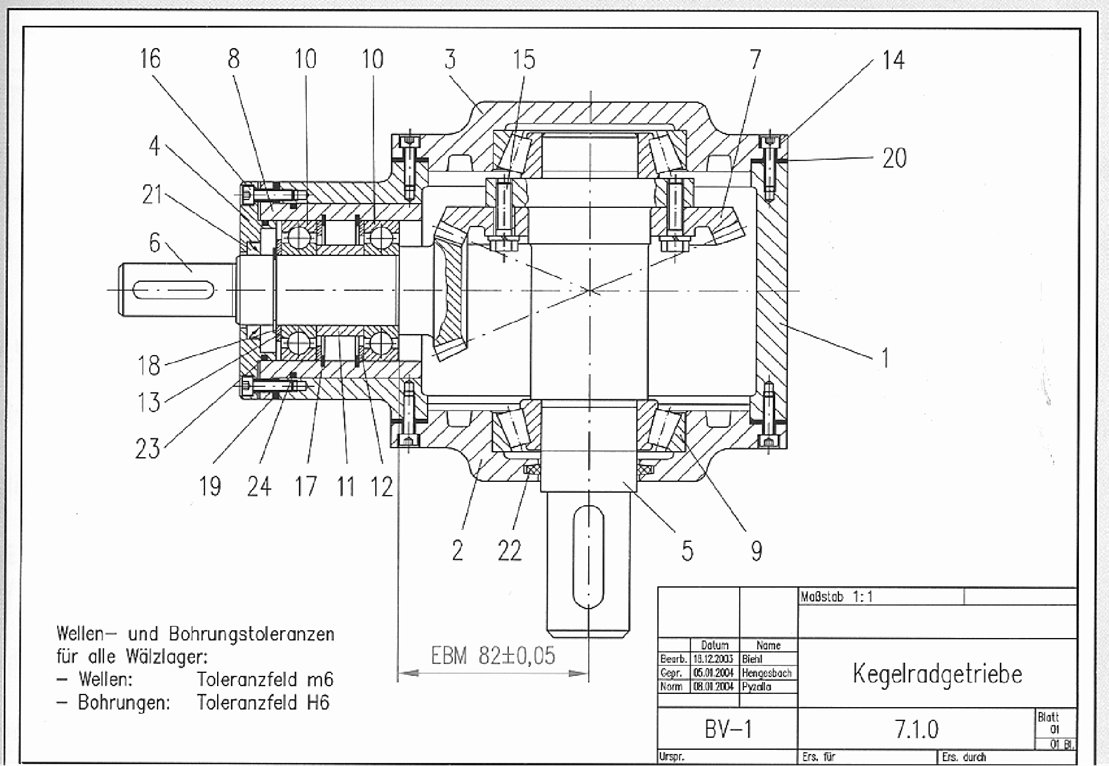 16 8 10 10 3 15 7 14
4
20
21
6
1
18
13
23
19 24 17 11 12 2 22 5 9
Wellen- und Bohrungstoleranzen
für alle Wälzlager:
- Wellen: Toleranzfeld m6
- Bohrungen: Toleranzfeld H6
EBM 82±0,05
Maßstab 1:1
Datum Name
Bearb. 18.12.2003 Biehl
Gepr. 05.01.2004 Hengesbach
Norm 08.01.2004 Pyzalla
Kegelradgetriebe
BV-1
7.1.0
Blatt
01
01 Bl.
Urspr. Ers. für Ers. durch